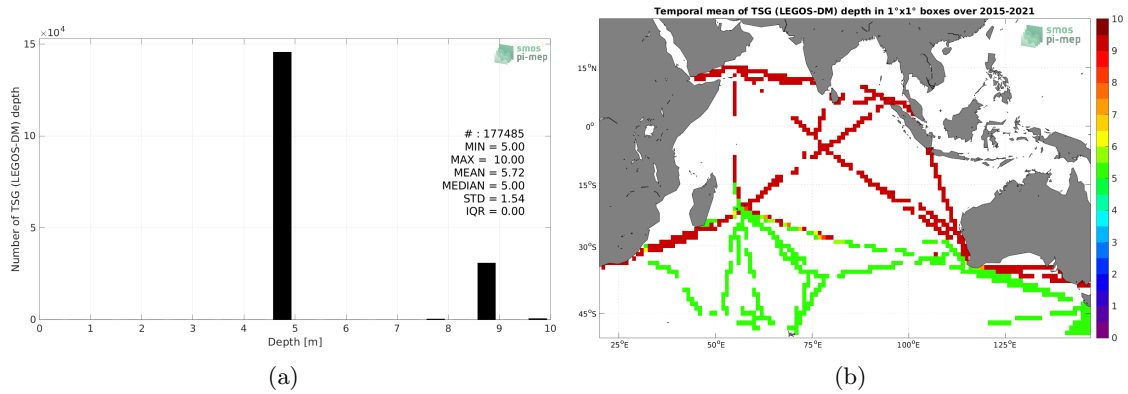 ×10⁴
15
10
5
0
Number of TSG (LEGOS-DM) depth
smos
pi-mep
# : 177485
MIN = 5.00
MAX = 10.00
MEAN = 5.72
MEDIAN = 5.00
STD = 1.54
IQR = 0.00
0 1 2 3 4 5 6 7 8 9 10
Depth [m]
(a)
Temporal mean of TSG (LEGOS-DM) depth in 1°x1° boxes over 2015-2021
smos
pi-mep
15°N
0°
15°S
30°S
45°S
25°E 50°E 75°E 100°E 125°E
10
9
8
7
6
5
4
3
2
1
0
(b)